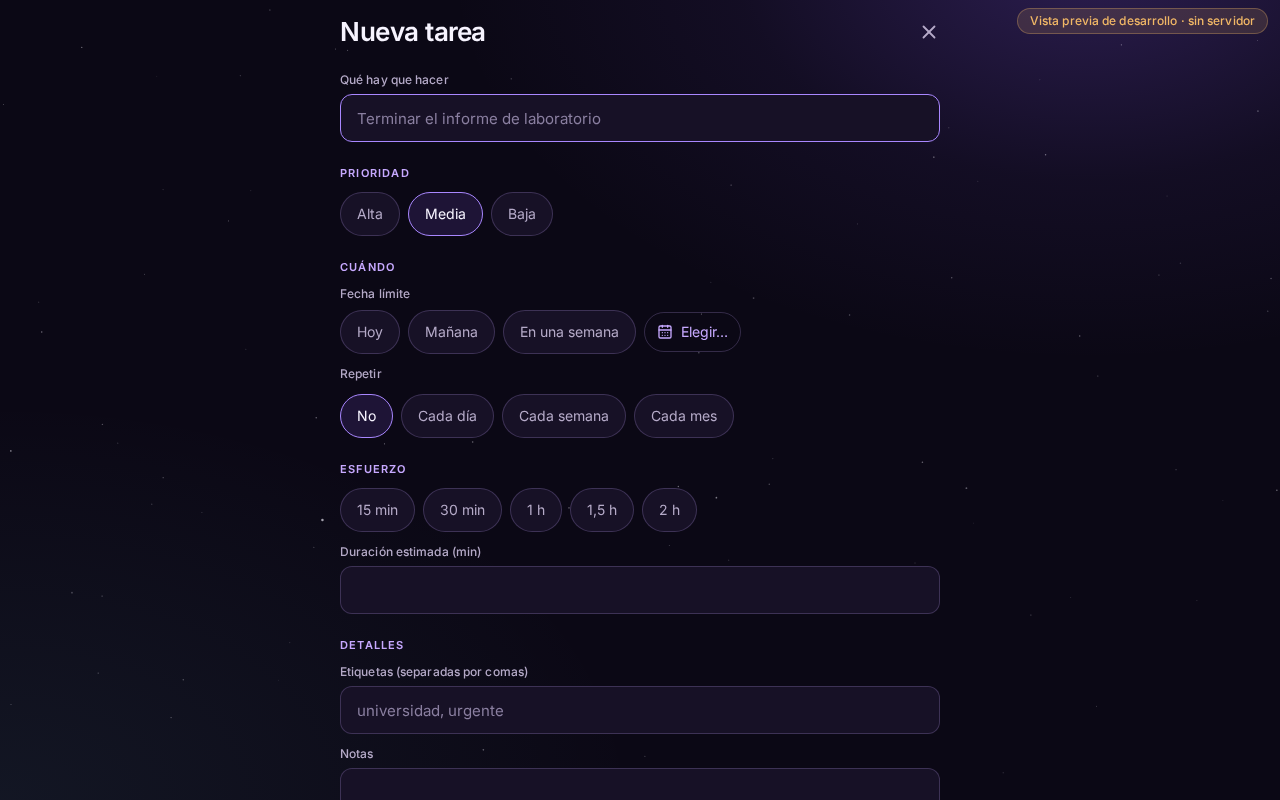 Nueva tarea
Vista previa de desarrollo · sin servidor
Qué hay que hacer
Terminar el informe de laboratorio
PRIORIDAD
Alta Media Baja
CUÁNDO
Fecha límite
Hoy Mañana En una semana Elegir...
Repetir
No Cada día Cada semana Cada mes
ESFUERZO
15 min 30 min 1 h 1,5 h 2 h
Duración estimada (min)
DETALLES
Etiquetas (separadas por comas)
universidad, urgente
Notas